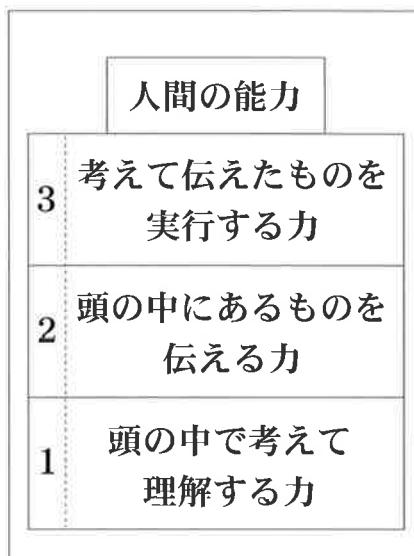 人間の能力
3
考えて伝えたものを
実行する力
2
頭の中にあるものを
伝える力
1
頭の中で考えて
理解する力